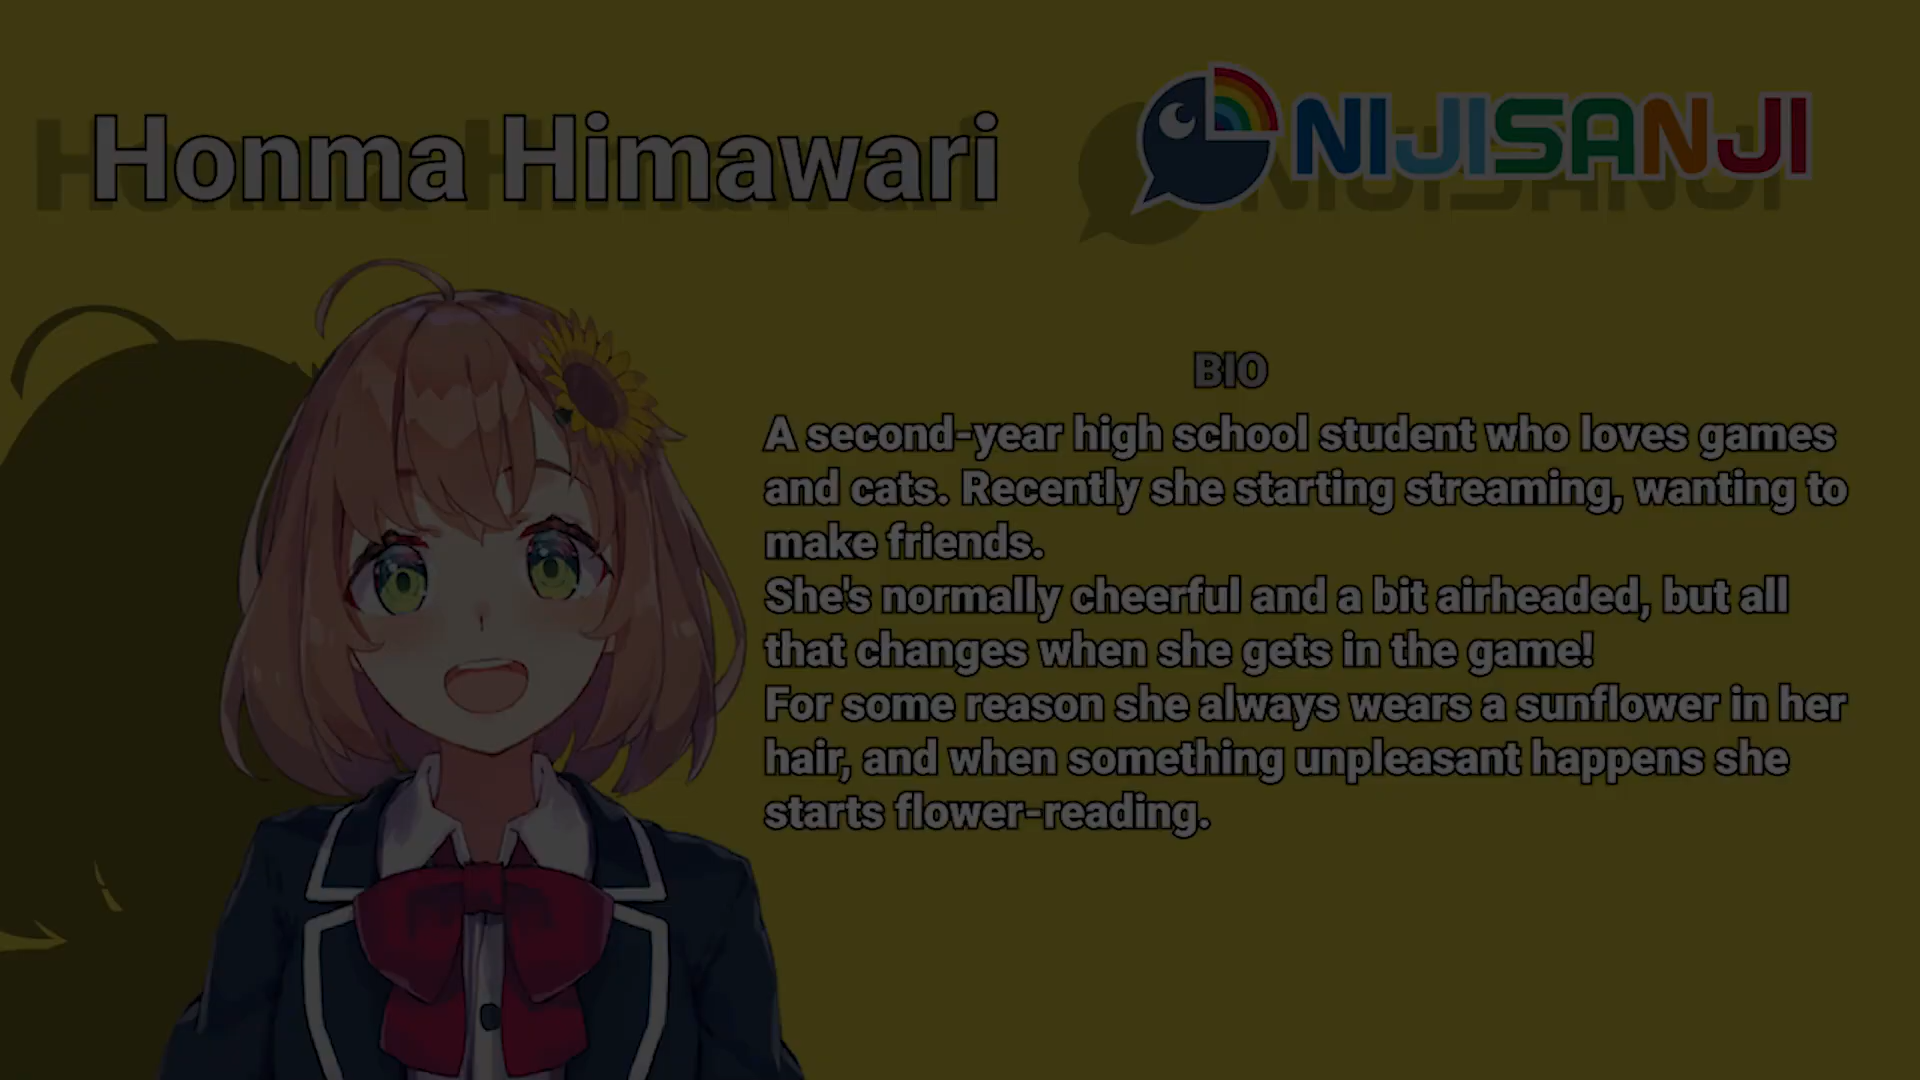 Honma Himawari
NIJISANJI
BIO
A second-year high school student who loves games
and cats. Recently she starting streaming, wanting to
make friends.
She's normally cheerful and a bit airheaded, but all
that changes when she gets in the game!
For some reason she always wears a sunflower in her
hair, and when something unpleasant happens she
starts flower-reading.